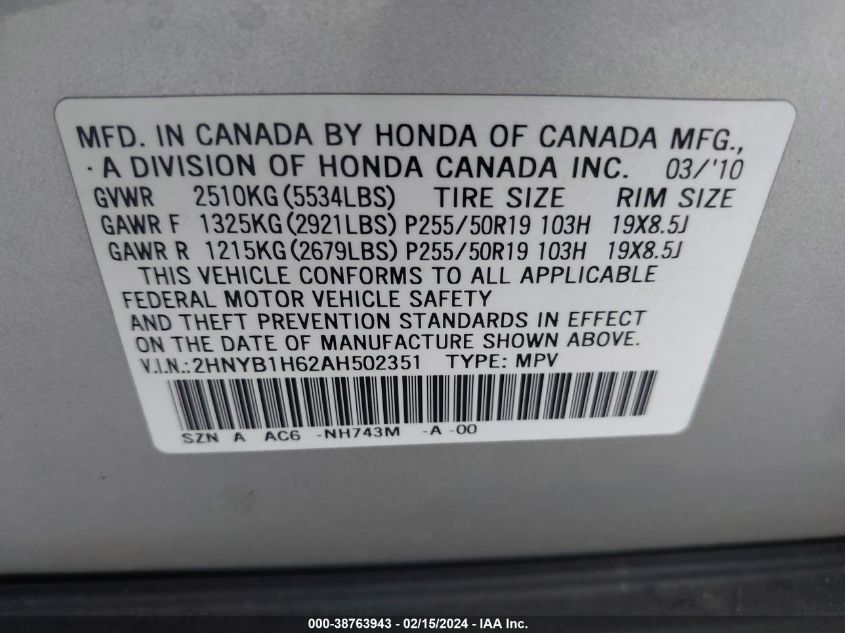 MFD. IN CANADA BY HONDA OF CANADA MFG.,
·A DIVISION OF HONDA CANADA INC. 03/'10
GVWR 2510KG(5534LBS) TIRE SIZE RIM SIZE
GAWR F 1325KG(2921LBS) P255/50R19 103H 19X8.5J
GAWR R 1215KG(2679LBS) P255/50R19 103H 19X8.5J
THIS VEHICLE CONFORMS TO ALL APPLICABLE
FEDERAL MOTOR VEHICLE SAFETY
AND THEFT PREVENTION STANDARDS IN EFFECT
ON THE DATE OF MANUFACTURE SHOWN ABOVE.
V.I.N.:2HNYB1H62AH502351 TYPE: MPV
SZN A AC6 -NH743M -A -00
000-38763943 - 02/15/2024 - IAA Inc.